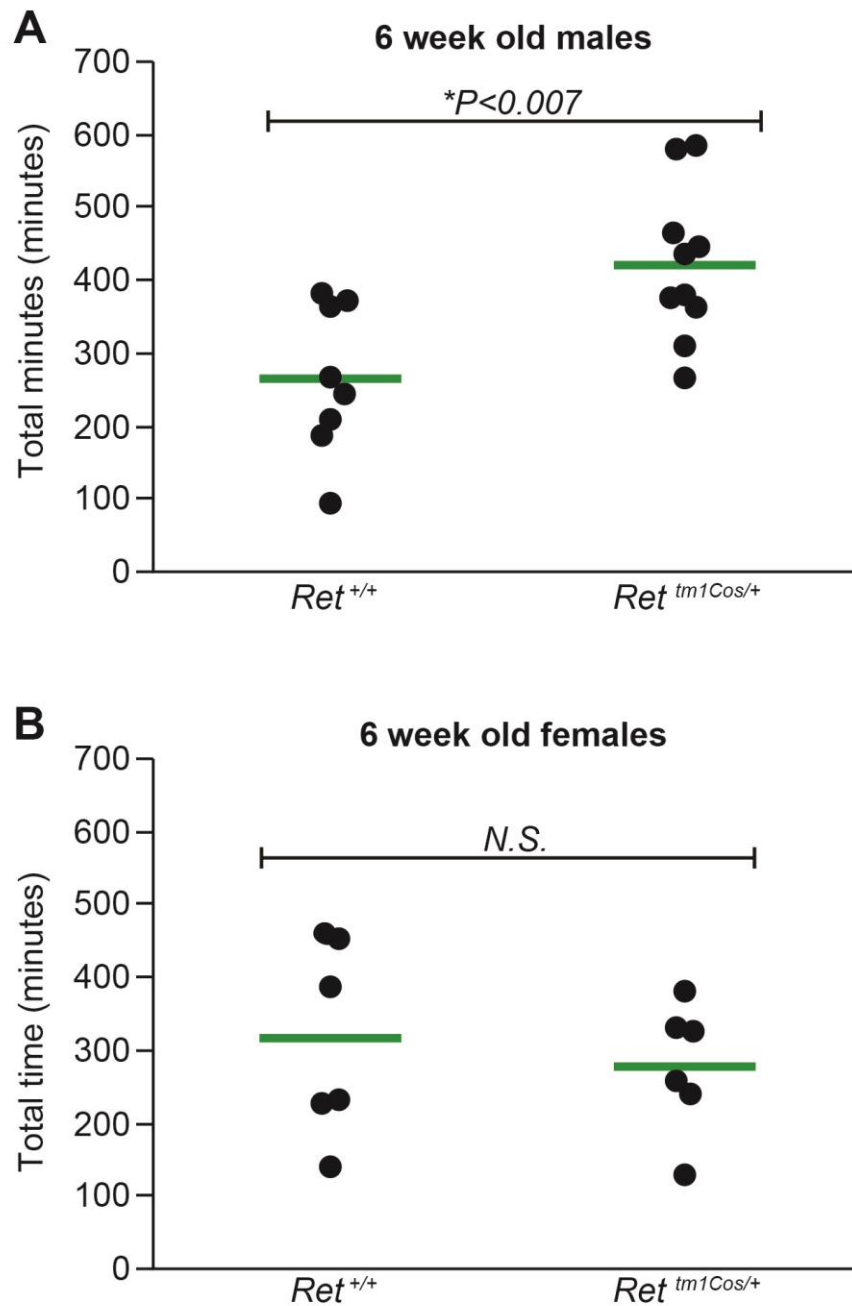 A
6 week old males
Total minutes (minutes)
700
600
500
400
300
200
100
0
*P<0.007
Ret +/+
Ret tm1Cos/+
B
6 week old females
Total time (minutes)
700
600
500
400
300
200
100
0
N.S.
Ret +/+
Ret tm1Cos/+